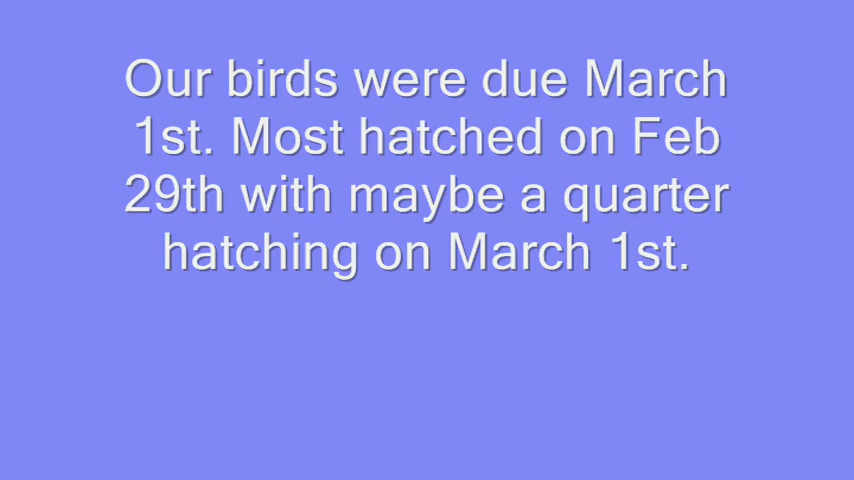 Our birds were due March
1st. Most hatched on Feb
29th with maybe a quarter
hatching on March 1st.